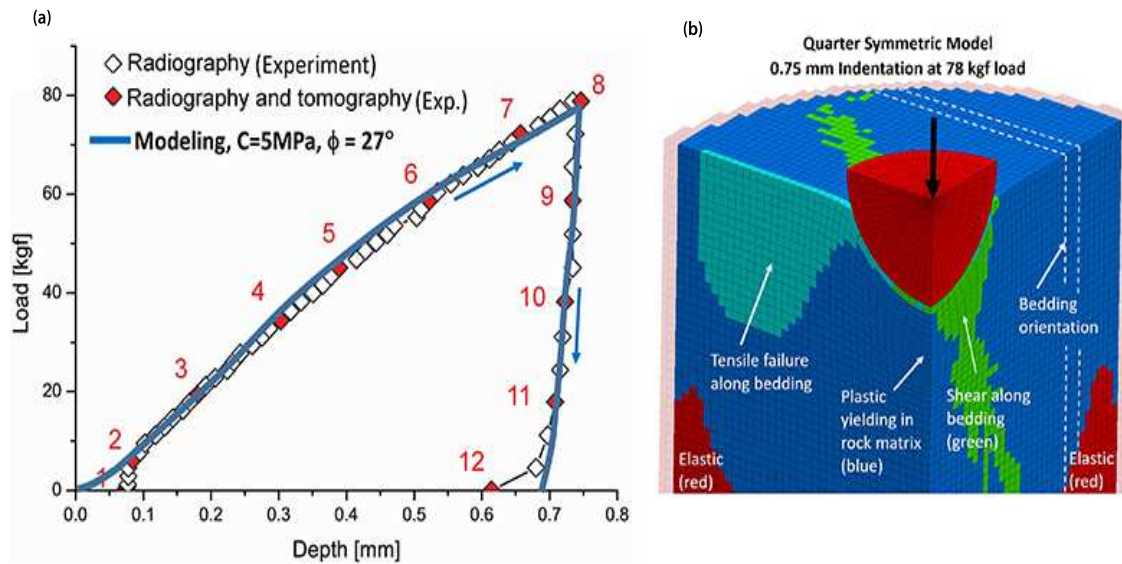 (a)
Radiography (Experiment)
Radiography and tomography (Exp.)
Modeling, C=5MPa, ϕ = 27°
Load [kgf]
80
60
40
20
0
0.0 0.1 0.2 0.3 0.4 0.5 0.6 0.7 0.8
Depth [mm]
1
2
3
4
5
6
7
8
9
10
11
12
(b)
Quarter Symmetric Model
0.75 mm Indentation at 78 kgf load
Tensile failure
along bedding
Plastic
yielding in
rock matrix
(blue)
Shear along
bedding
(green)
Bedding
orientation
Elastic
(red)
Elastic
(red)